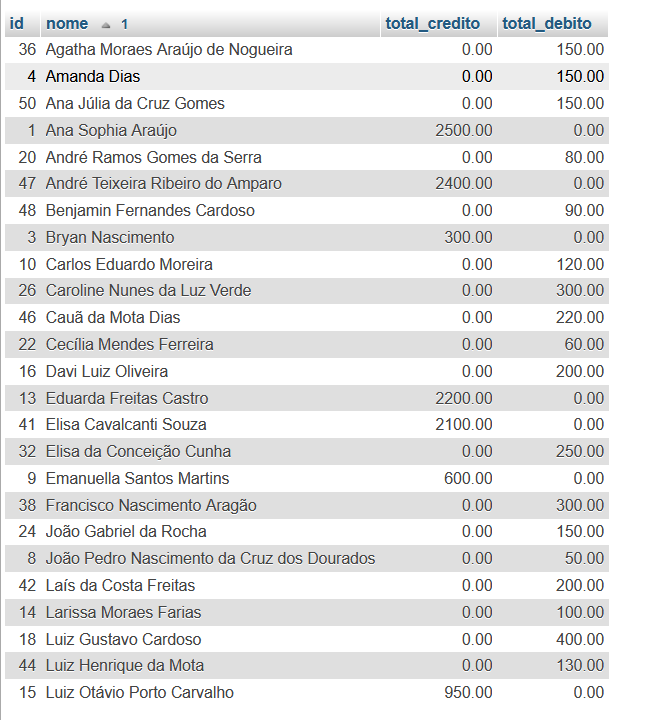 id nome 1 total_credito total_debito
36 Agatha Moraes Araújo de Nogueira 0.00 150.00
4 Amanda Dias 0.00 150.00
50 Ana Júlia da Cruz Gomes 0.00 150.00
1 Ana Sophia Araújo 2500.00 0.00
20 André Ramos Gomes da Serra 0.00 80.00
47 André Teixeira Ribeiro do Amparo 2400.00 0.00
48 Benjamin Fernandes Cardoso 0.00 90.00
3 Bryan Nascimento 300.00 0.00
10 Carlos Eduardo Moreira 0.00 120.00
26 Caroline Nunes da Luz Verde 0.00 300.00
46 Cauã da Mota Dias 0.00 220.00
22 Cecília Mendes Ferreira 0.00 60.00
16 Davi Luiz Oliveira 0.00 200.00
13 Eduarda Freitas Castro 2200.00 0.00
41 Elisa Cavalcanti Souza 2100.00 0.00
32 Elisa da Conceição Cunha 0.00 250.00
9 Emanuella Santos Martins 600.00 0.00
38 Francisco Nascimento Aragão 0.00 300.00
24 João Gabriel da Rocha 0.00 150.00
8 João Pedro Nascimento da Cruz dos Dourados 0.00 50.00
42 Laís da Costa Freitas 0.00 200.00
14 Larissa Moraes Farias 0.00 100.00
18 Luiz Gustavo Cardoso 0.00 400.00
44 Luiz Henrique da Mota 0.00 130.00
15 Luiz Otávio Porto Carvalho 950.00 0.00